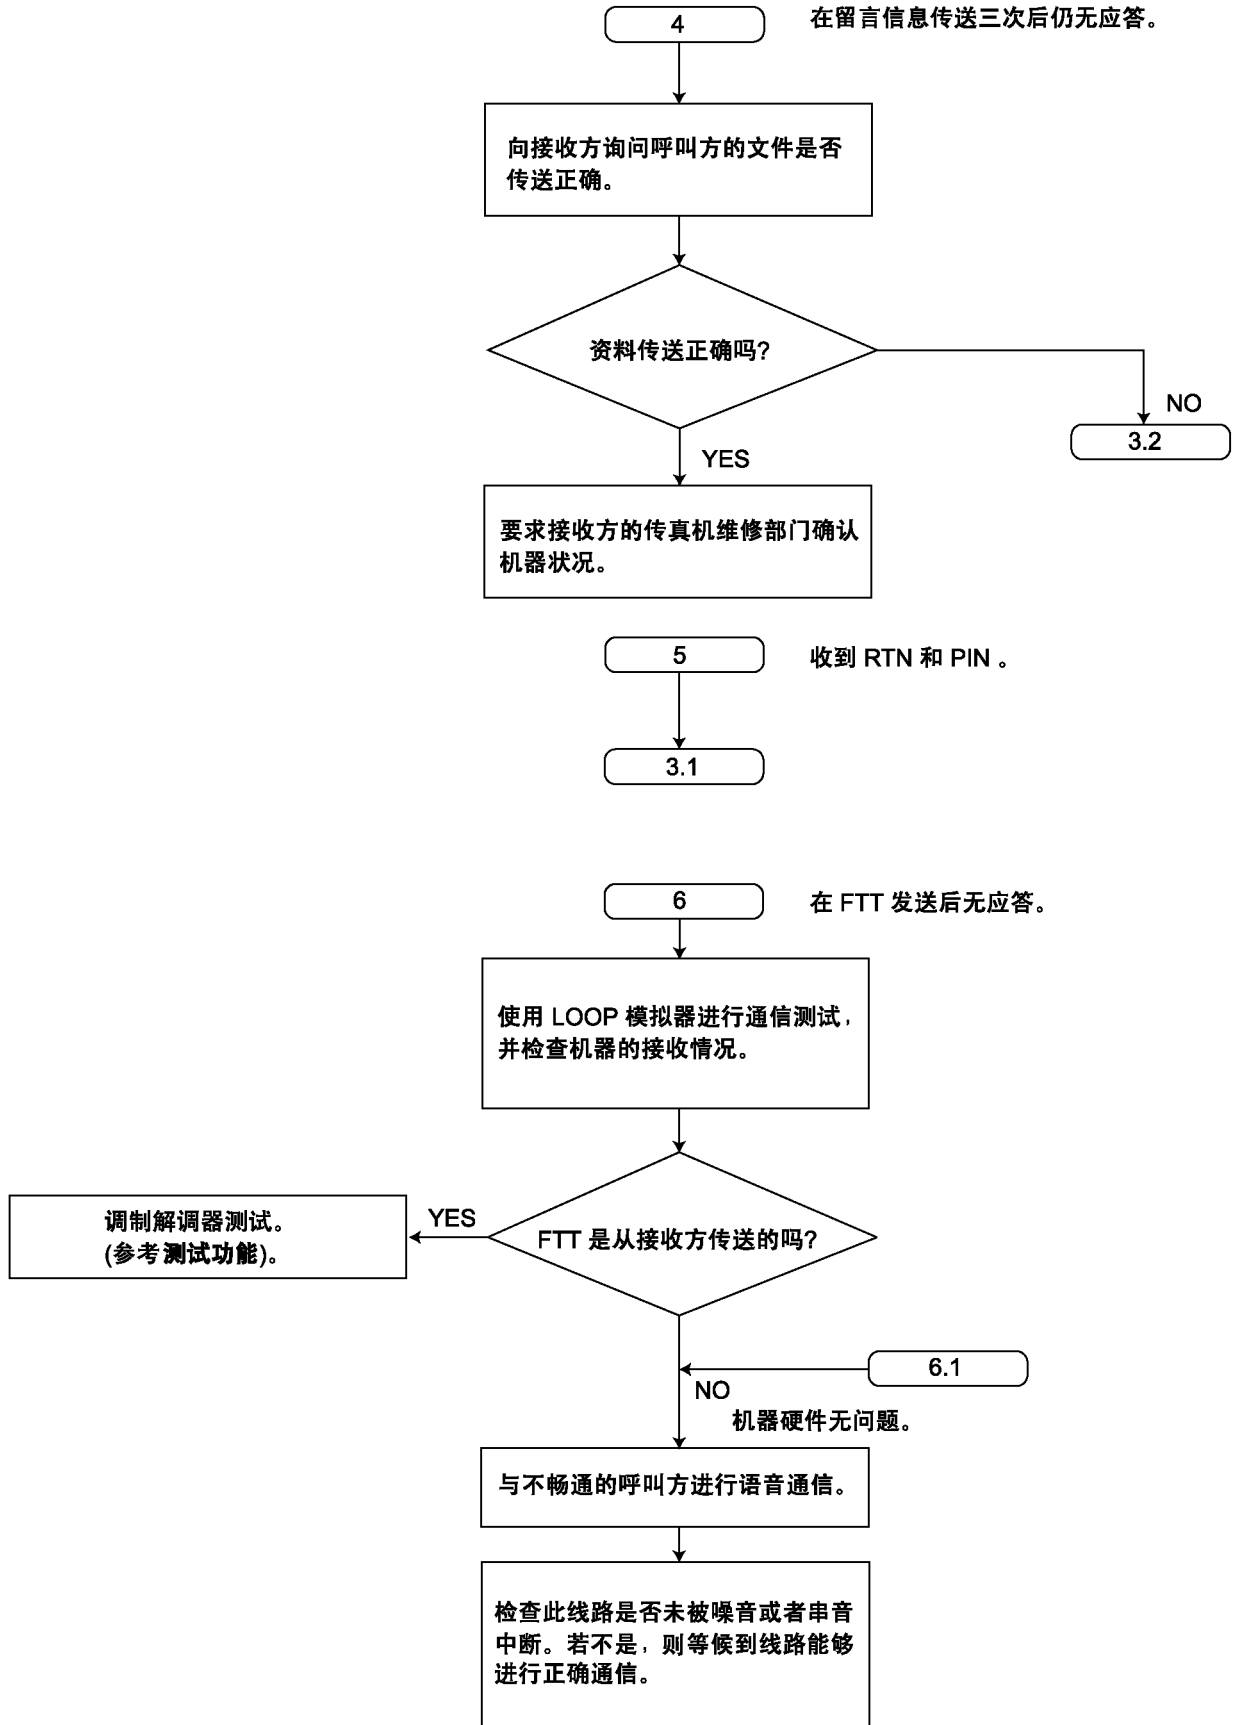 4
在留言信息传送三次后仍无应答。
向接收方询问呼叫方的文件是否
传送正确。
资料传送正确吗?
NO
3.2
YES
要求接收方的传真机维修部门确认
机器状况。
5
收到 RTN 和 PIN 。
3.1
6
在 FTT 发送后无应答。
使用 LOOP 模拟器进行通信测试，
并检查机器的接收情况。
调制解调器测试。
(参考测试功能)。
YES
FTT 是从接收方传送的吗?
6.1
NO
机器硬件无问题。
与不畅通的呼叫方进行语音通信。
检查此线路是否未被噪音或者串音
中断。若不是，则等候到线路能够
进行正确通信。